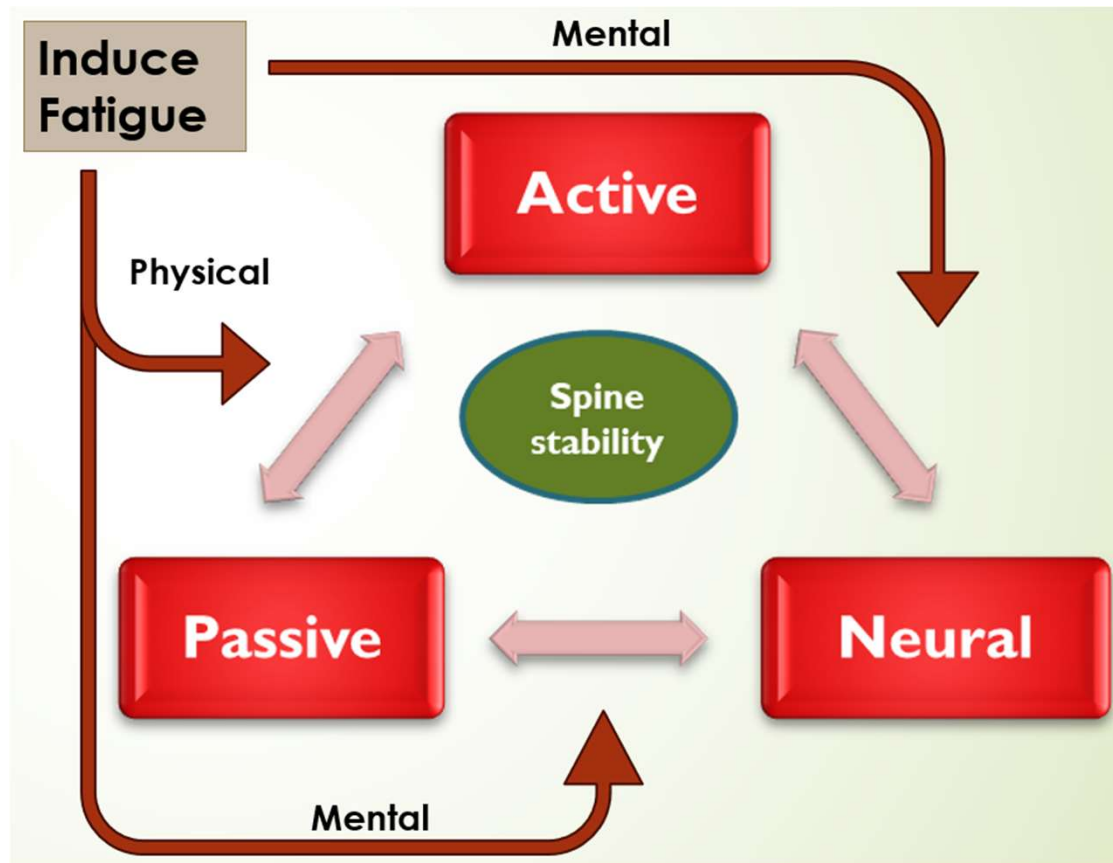 Mental
Induce
Fatigue
Active
Physical
Spine
stability
Passive
Neural
Mental